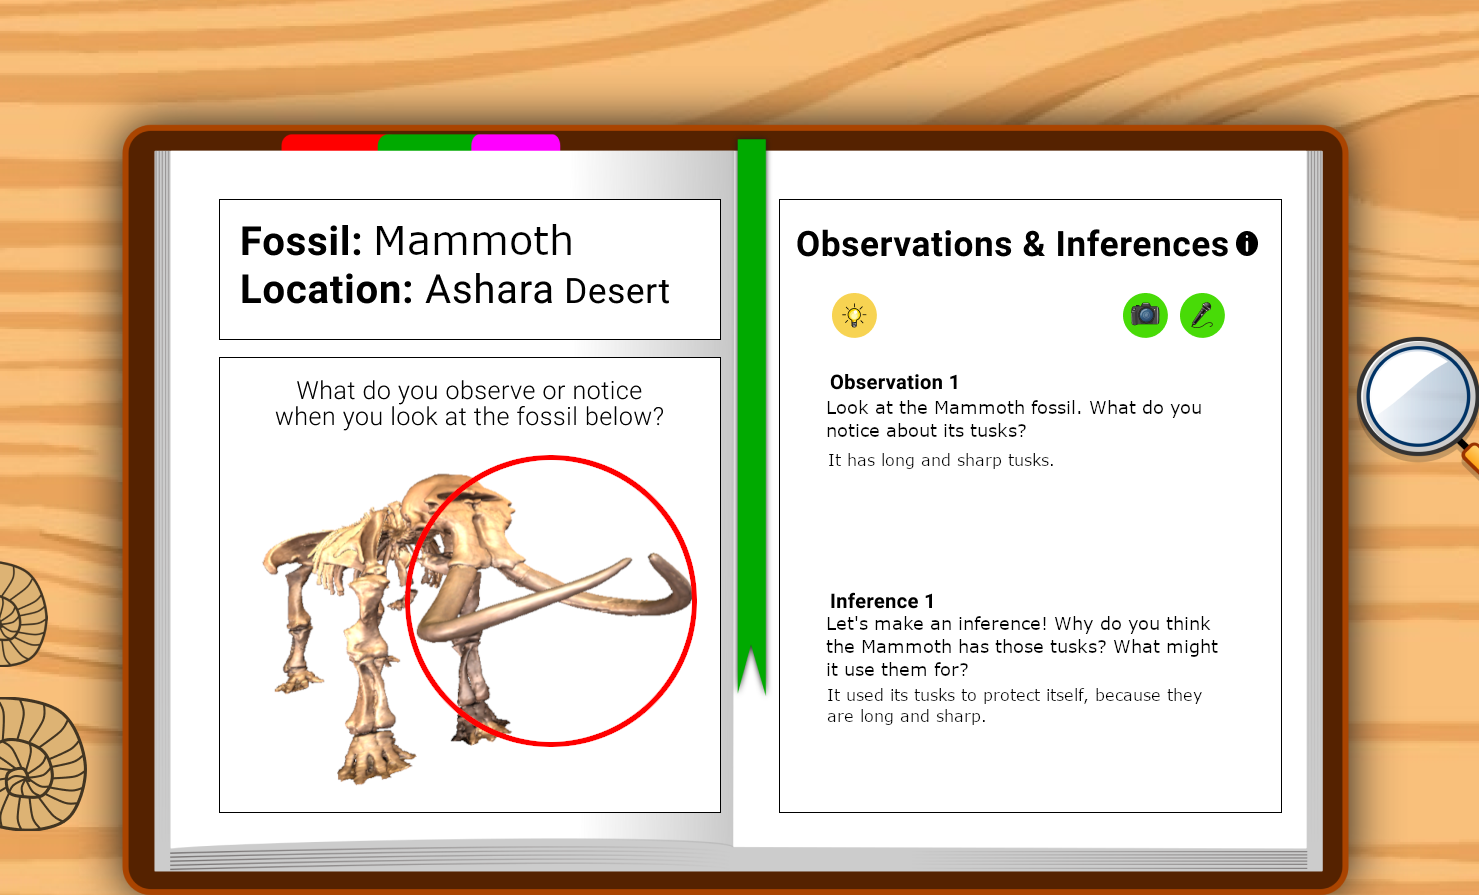 Fossil: Mammoth
Location: Ashara Desert
What do you observe or notice
when you look at the fossil below?
Observations & Inferences i
Observation 1
Look at the Mammoth fossil. What do you
notice about its tusks?
It has long and sharp tusks.
Inference 1
Let's make an inference! Why do you think
the Mammoth has those tusks? What might
it use them for?
It used its tusks to protect itself, because they
are long and sharp.